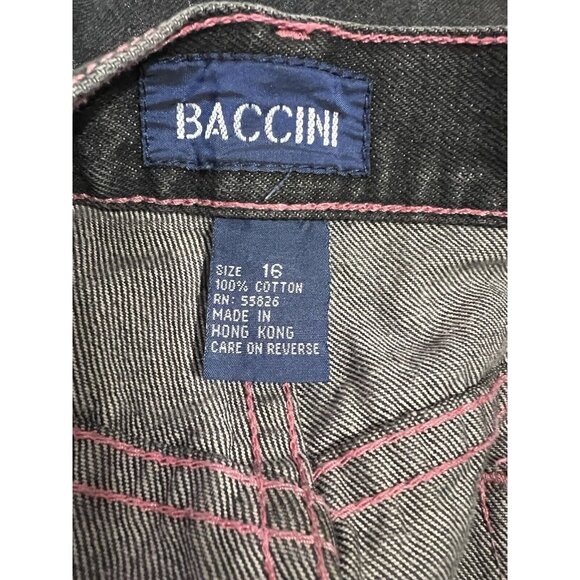 BACCINI
SIZE 16
100% COTTON
RN: 55826
MADE IN
HONG KONG
CARE ON REVERSE